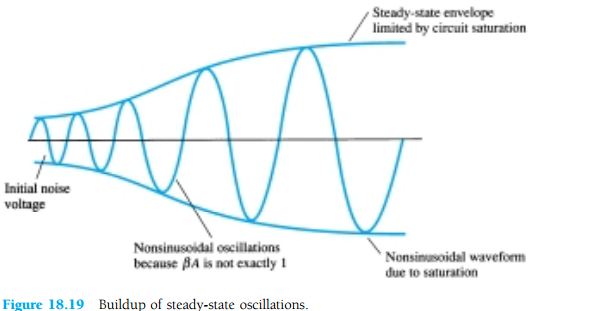 Steady-state envelope
limited by circuit saturation
Initial noise
voltage
Nonsinusoidal oscillations
because βA is not exactly 1
Nonsinusoidal waveform
due to saturation
Figure 18.19 Buildup of steady-state oscillations.